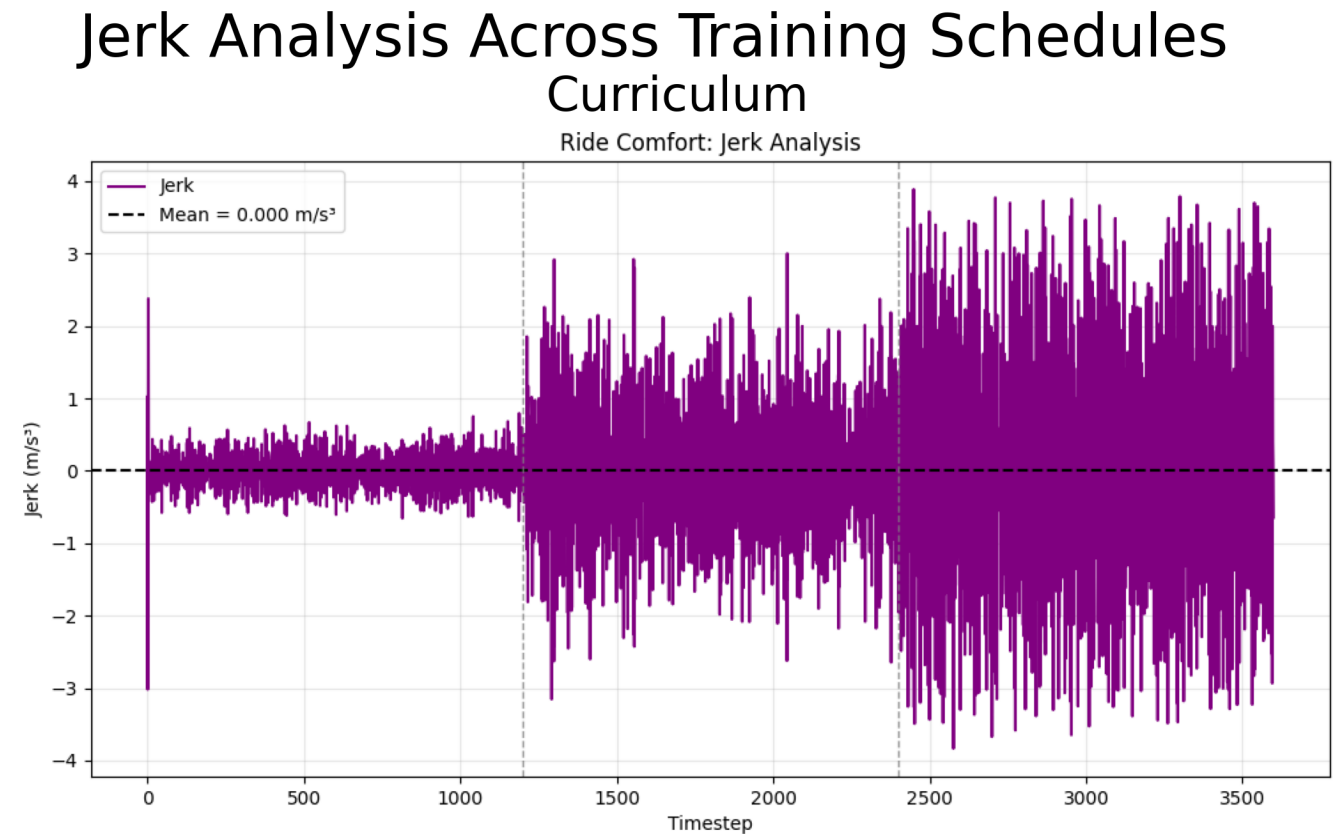 Jerk Analysis Across Training Schedules
Curriculum
Ride Comfort: Jerk Analysis
Jerk
Mean = 0.000 m/s³
Jerk (m/s³)
4
3
2
1
0
−1
−2
−3
−4
0 500 1000 1500 2000 2500 3000 3500
Timestep